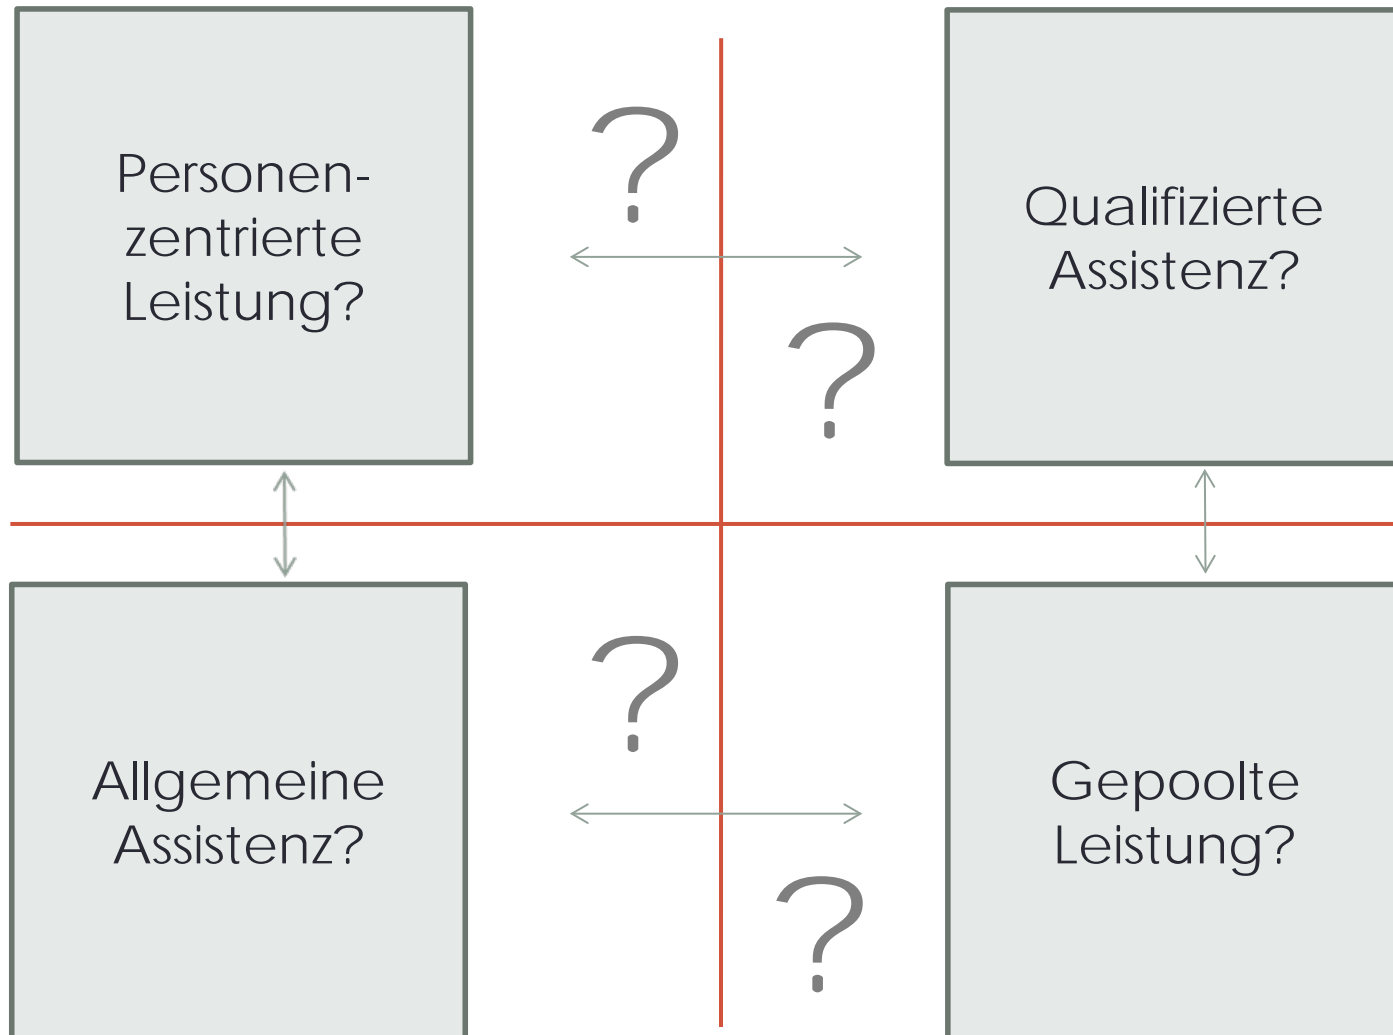 Personen-
zentrierte
Leistung?
?
Qualifizierte
Assistenz?
?
Allgemeine
Assistenz?
?
Gepoolte
Leistung?
?